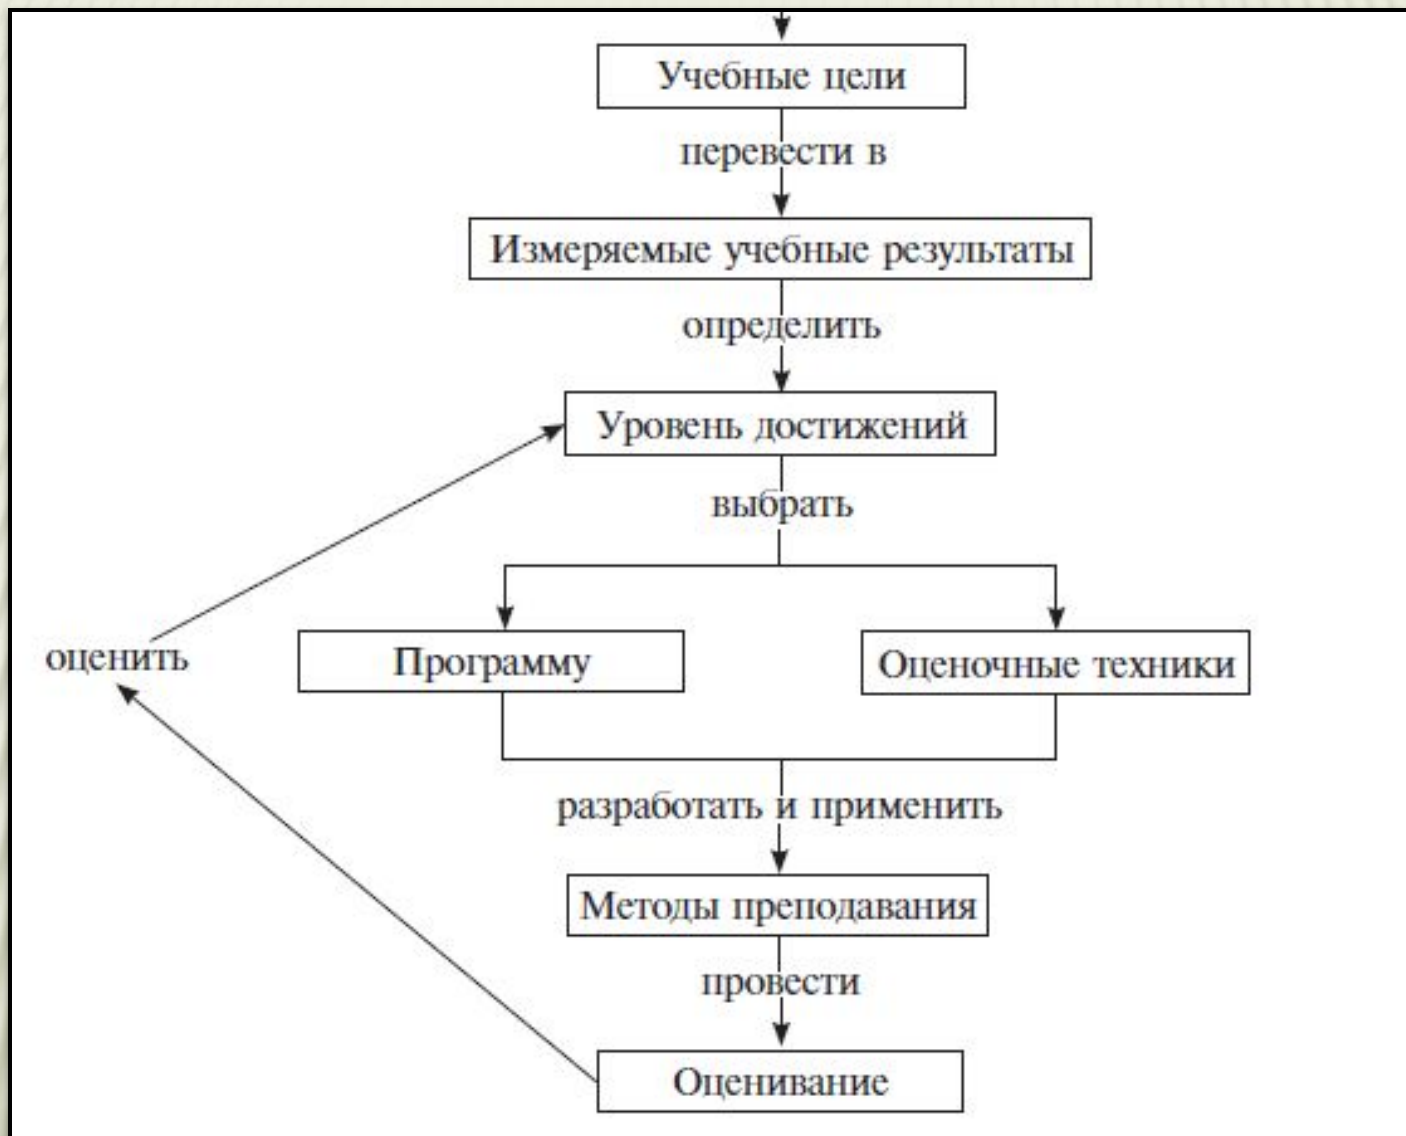 Учебные цели
перевести в
Измеряемые учебные результаты
определить
Уровень достижений
выбрать
оценить
Программу
Оценочные техники
разработать и применить
Методы преподавания
провести
Оценивание